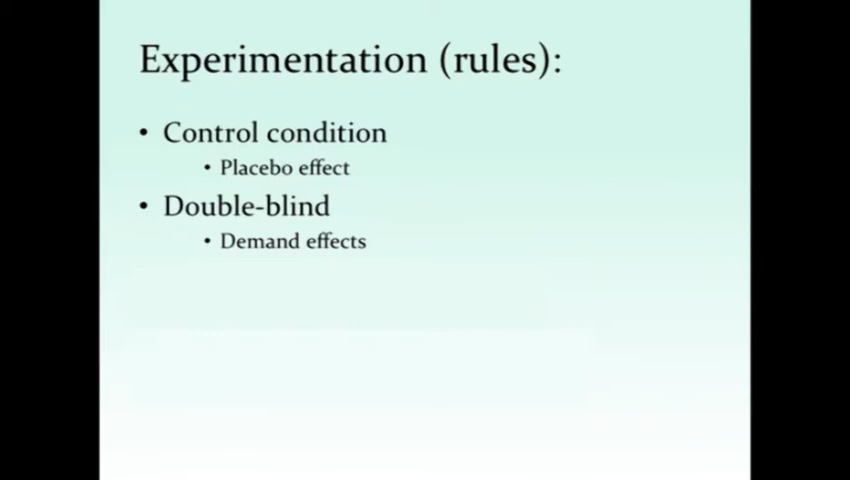 Experimentation (rules):
• Control condition
• Placebo effect
• Double-blind
• Demand effects